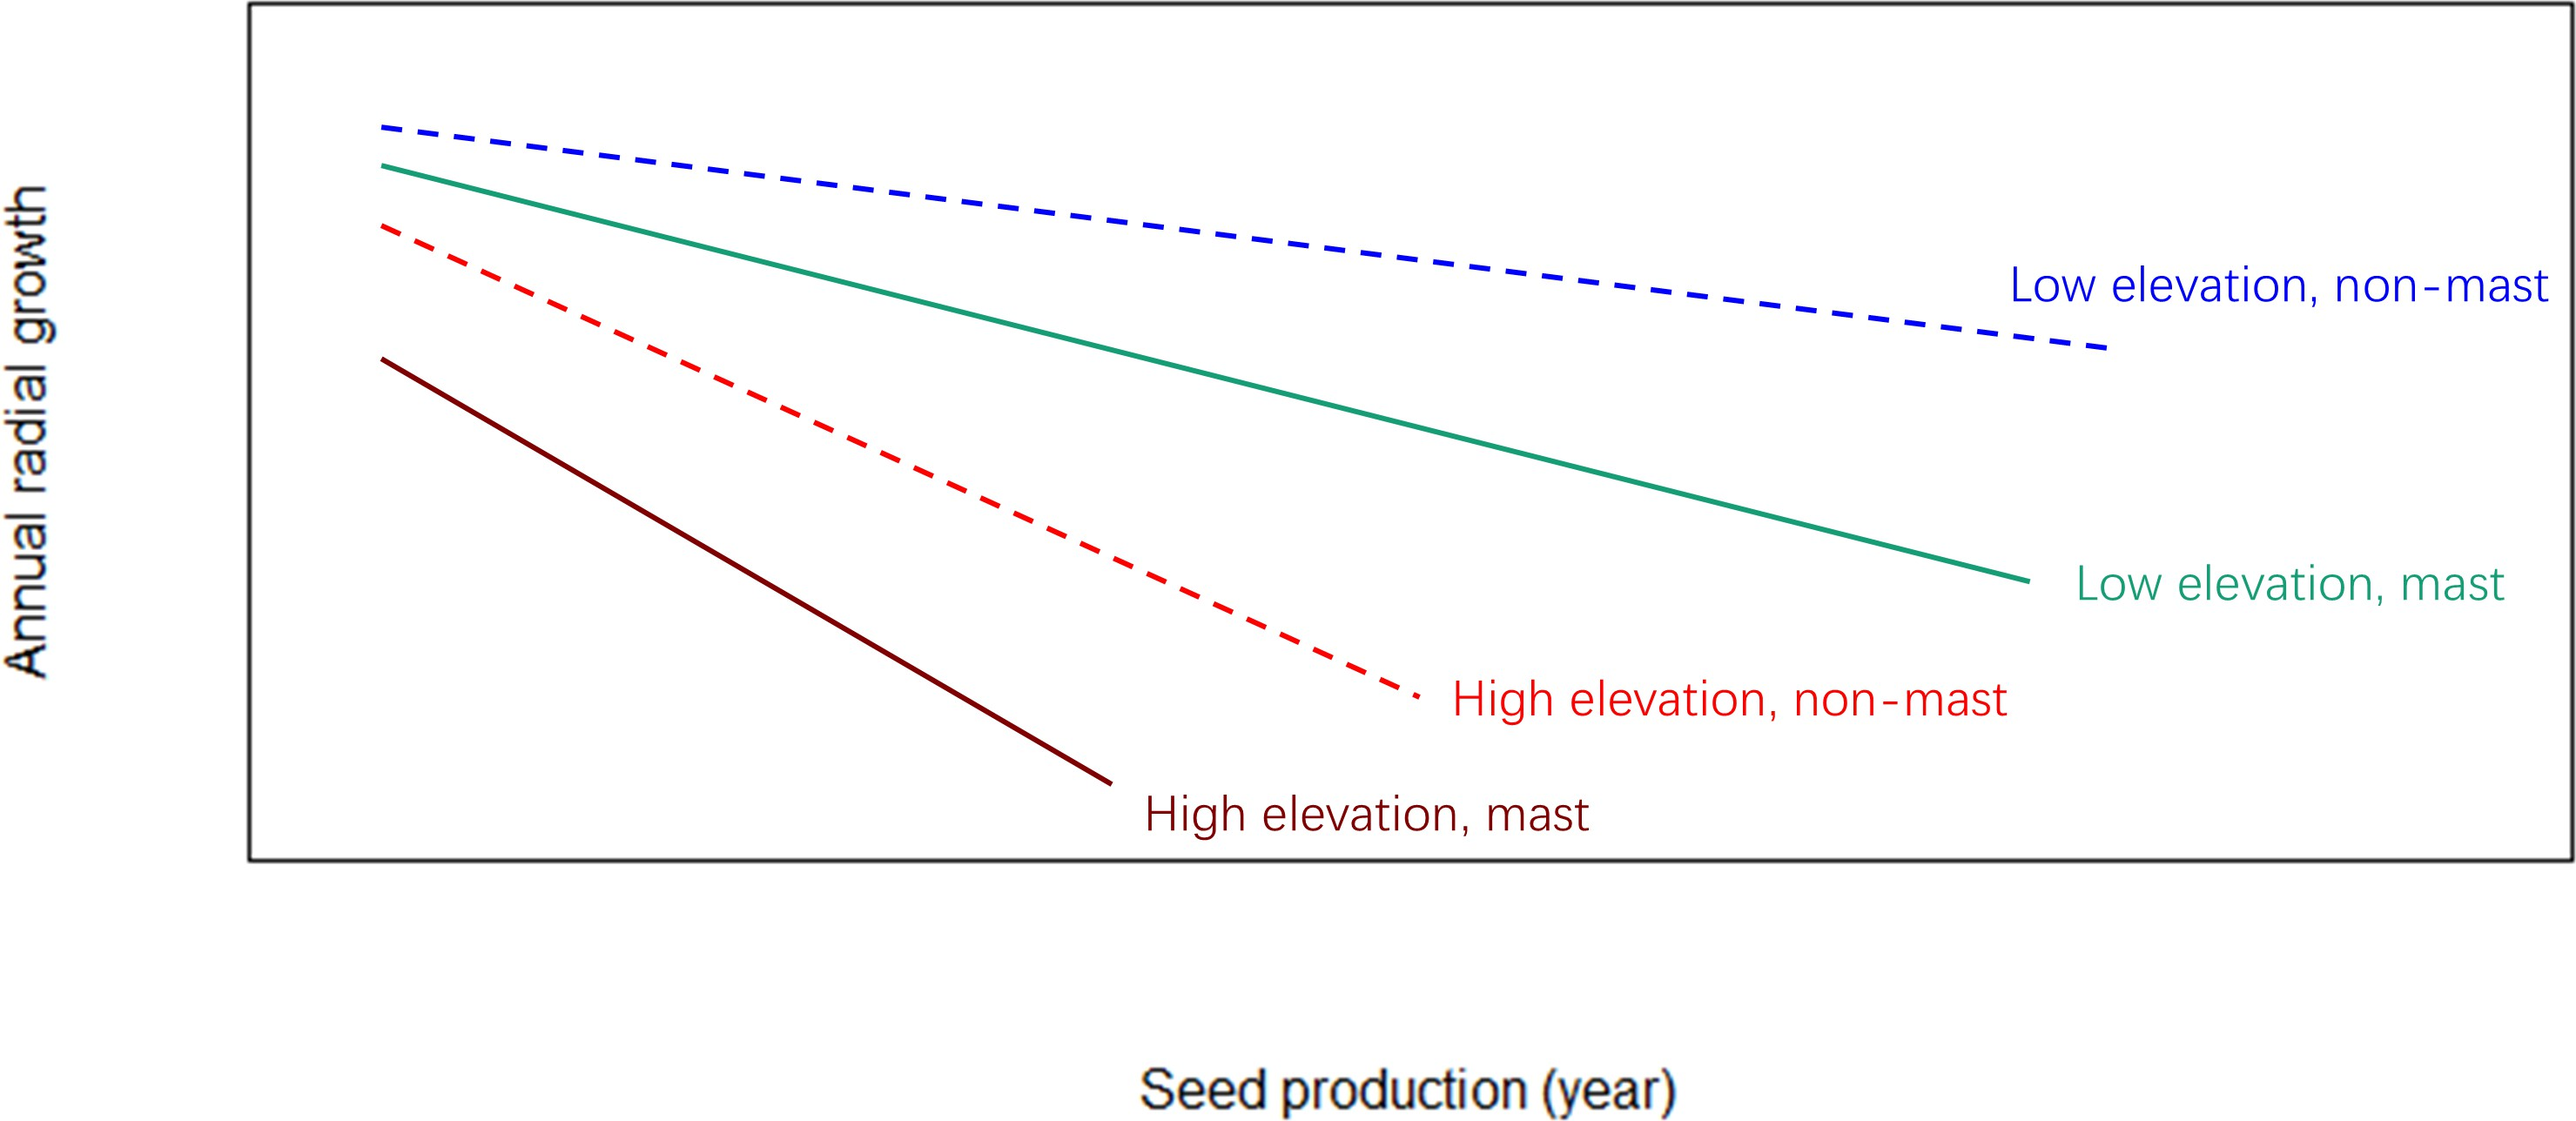 Annual radial growth
Low elevation, non-mast
Low elevation, mast
High elevation, non-mast
High elevation, mast
Seed production (year)